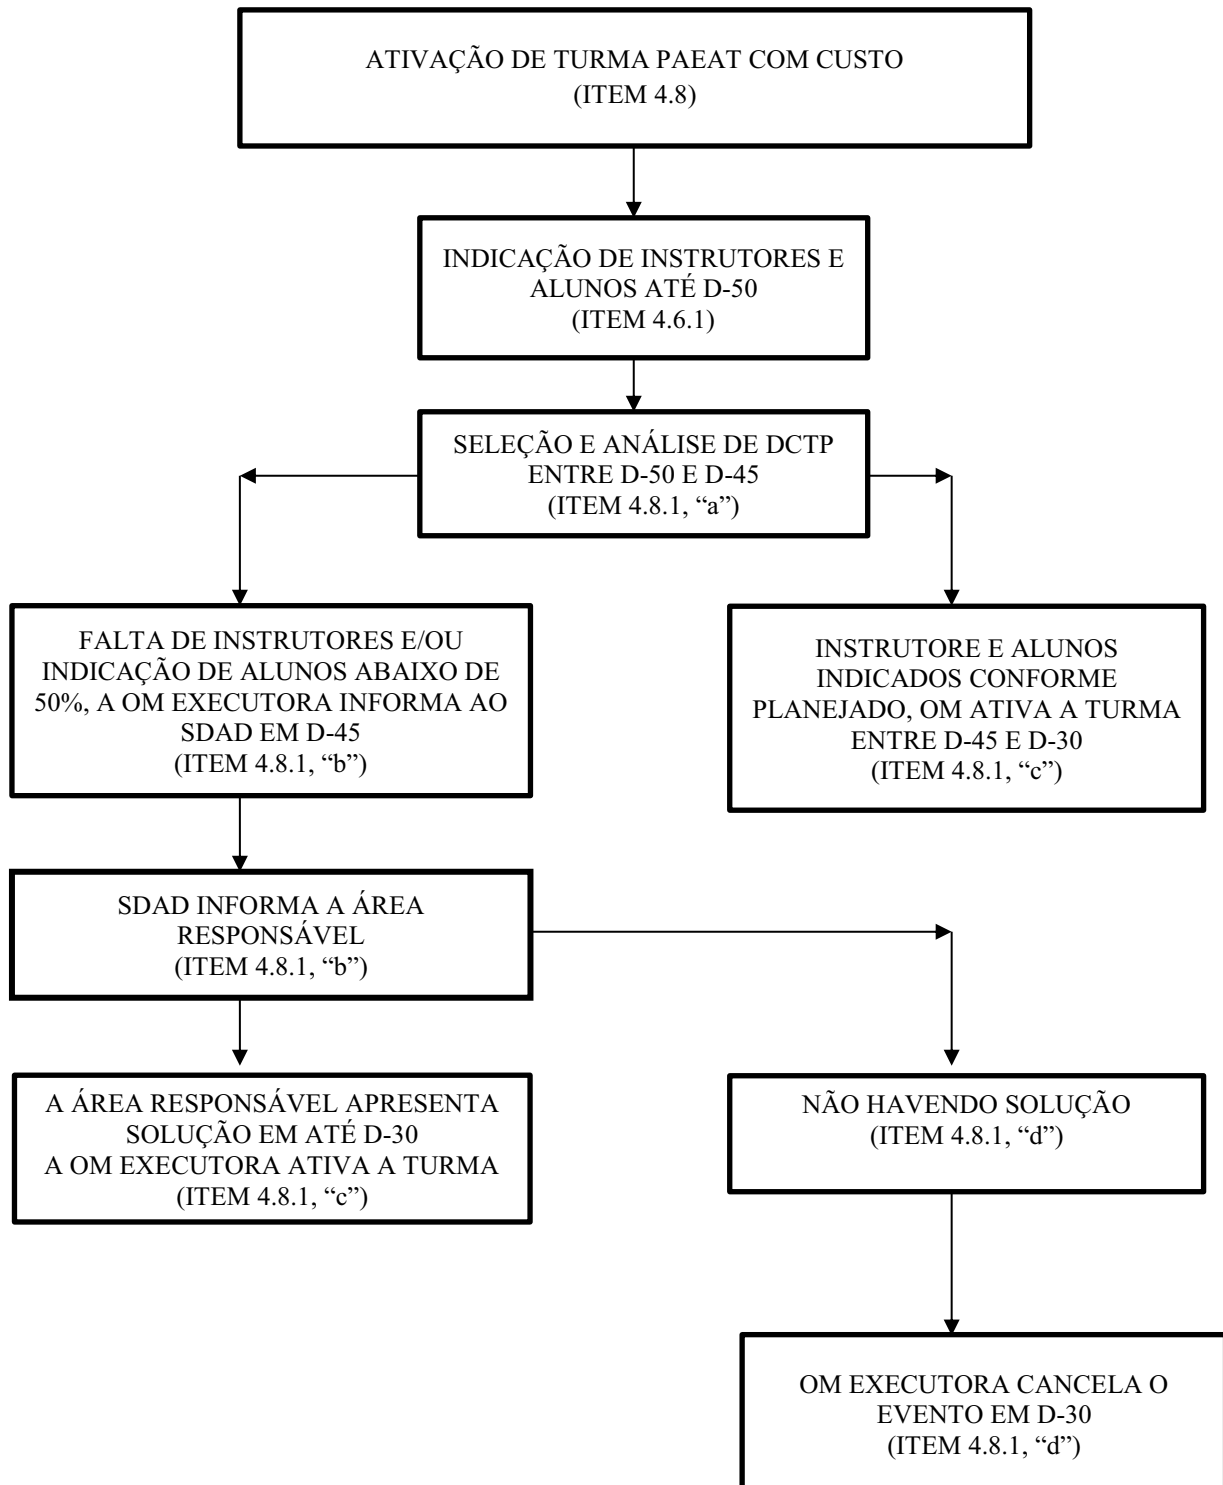 ATIVAÇÃO DE TURMA PAEAT COM CUSTO
(ITEM 4.8)
INDICAÇÃO DE INSTRUTORES E
ALUNOS ATÉ D-50
(ITEM 4.6.1)
SELEÇÃO E ANÁLISE DE DCTP
ENTRE D-50 E D-45
(ITEM 4.8.1, “a”)
FALTA DE INSTRUTORES E/OU
INDICAÇÃO DE ALUNOS ABAIXO DE
50%, A OM EXECUTORA INFORMA AO
SDAD EM D-45
(ITEM 4.8.1, “b”)
INSTRUTORE E ALUNOS
INDICADOS CONFORME
PLANEJADO, OM ATIVA A TURMA
ENTRE D-45 E D-30
(ITEM 4.8.1, “c”)
SDAD INFORMA A ÁREA
RESPONSÁVEL
(ITEM 4.8.1, “b”)
A ÁREA RESPONSÁVEL APRESENTA
SOLUÇÃO EM ATÉ D-30
A OM EXECUTORA ATIVA A TURMA
(ITEM 4.8.1, “c”)
NÃO HAVENDO SOLUÇÃO
(ITEM 4.8.1, “d”)
OM EXECUTORA CANCELA O
EVENTO EM D-30
(ITEM 4.8.1, “d”)